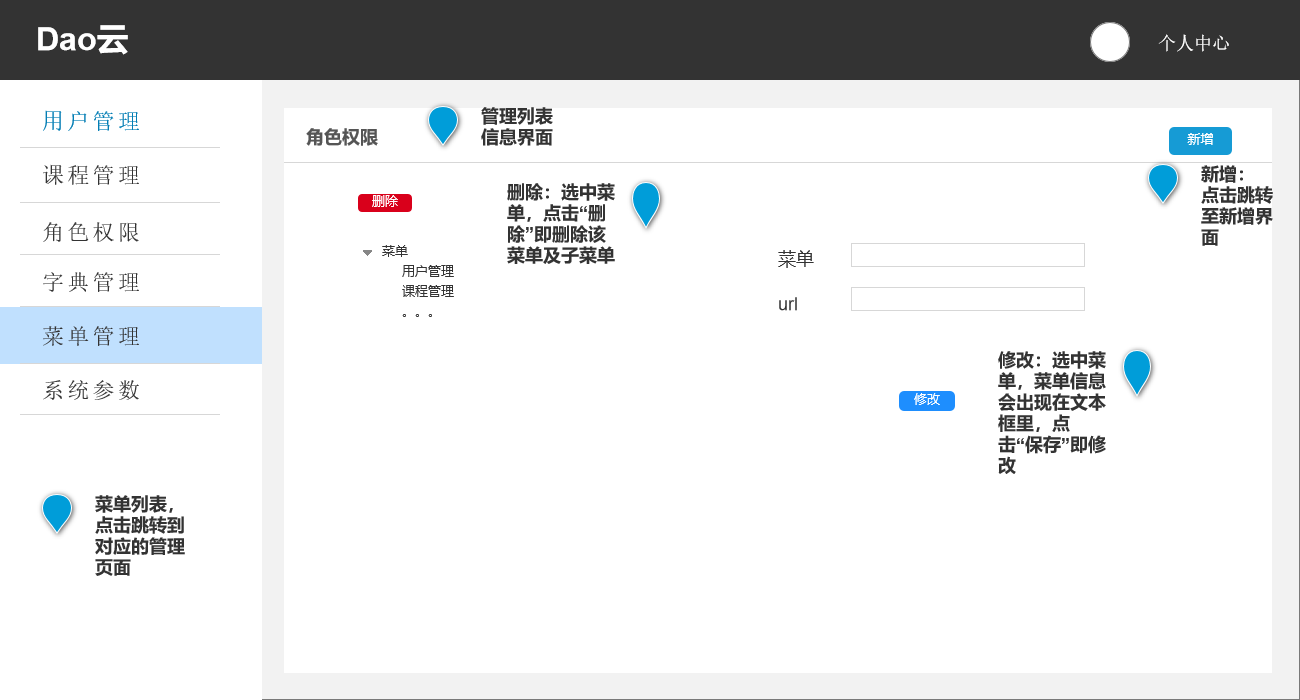 Dao云
个人中心
用户管理
课程管理
角色权限
字典管理
菜单管理
系统参数
菜单列表，
点击跳转到
对应的管理
页面
角色权限
管理列表
信息界面
新增
新增：
点击跳转
至新增界
面
删除
删除：选中菜
单，点击“删
除”即删除该
菜单及子菜单
菜单
用户管理
课程管理
。。。
菜单
url
修改
修改：选中菜
单，菜单信息
会出现在文本
框里，点
击“保存”即修
改